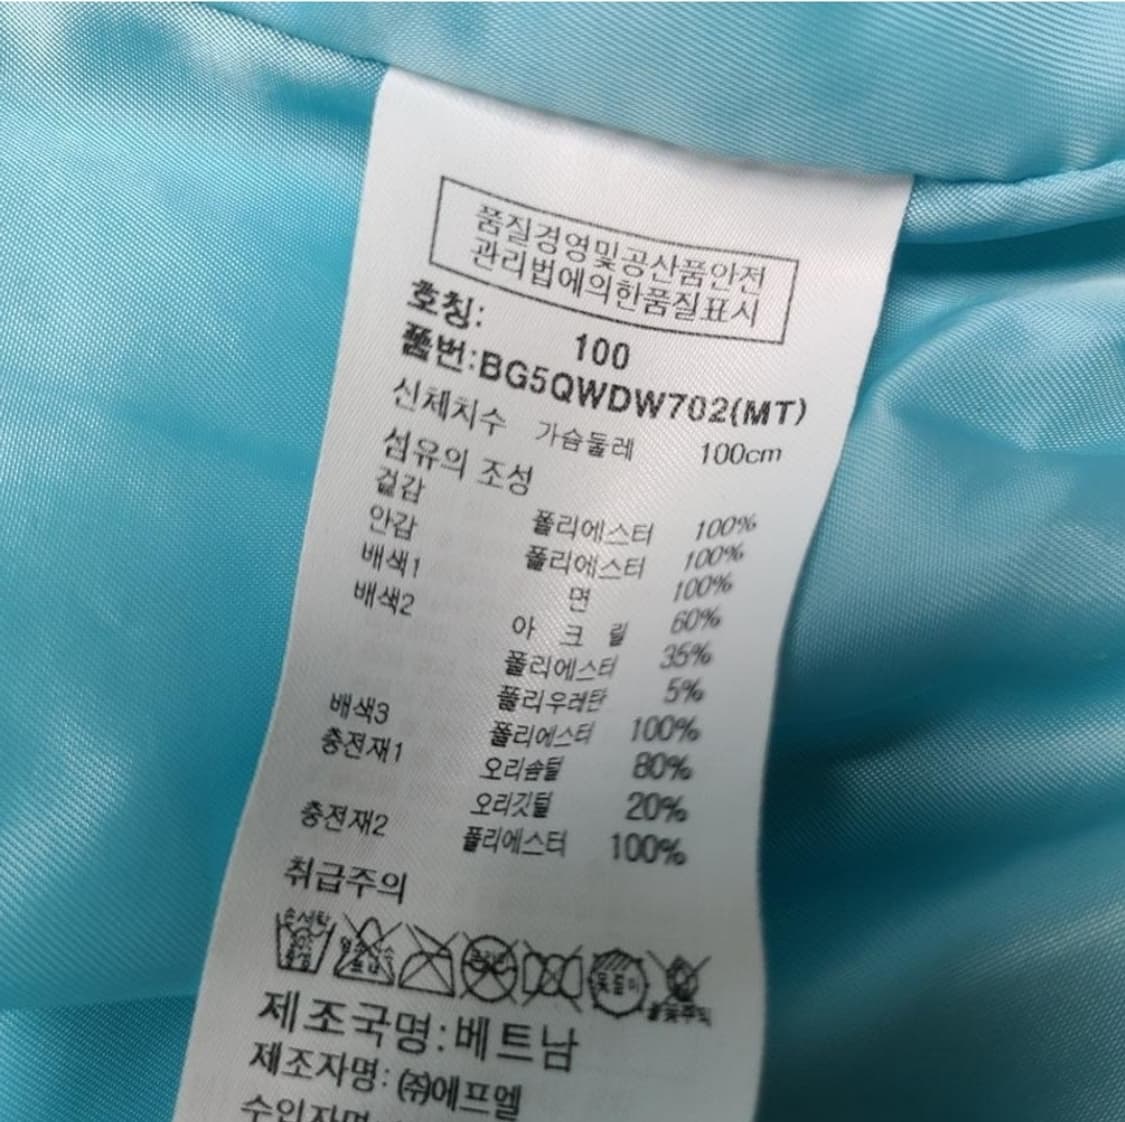 품질경영및공산품안전
관리법에의한품질표시
호칭: 100
품번:BG5QWDW702(MT)
신체치수 가슴둘레 100cm
섬유의 조성
겉감 폴리에스터 100%
안감 폴리에스터 100%
배색1 면 100%
배색2 아 크 릴 60%
폴리에스터 35%
폴리우레탄 5%
배색3 폴리에스터 100%
충전재1 오리솜털 80%
오리깃털 20%
충전재2 폴리에스터 100%
취급주의
손세탁
제조국명:베트남
제조자명:㈜에프엘
수입자명